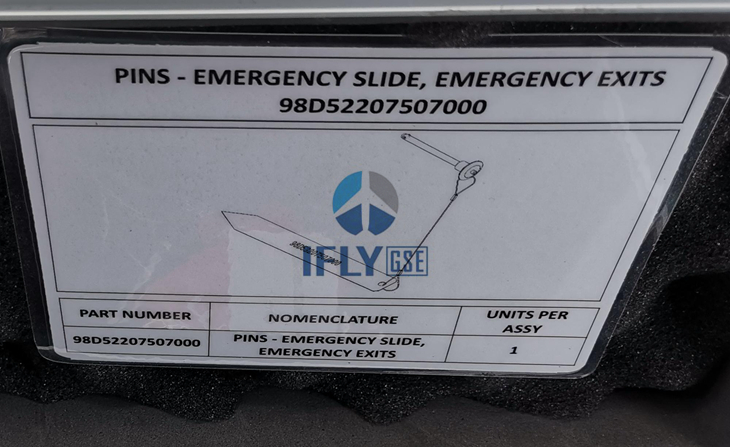 PINS - EMERGENCY SLIDE, EMERGENCY EXITS
98D52207507000
98D52207507000
IFLY GSE
PART NUMBER
NOMENCLATURE
UNITS PER
ASSY
98D52207507000
PINS - EMERGENCY SLIDE,
EMERGENCY EXITS
1